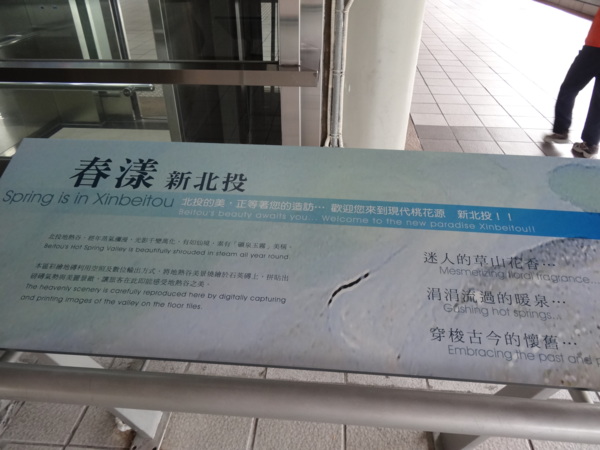 春漾 新北投
Spring is in Xinbeitou
北投的美，正等著您的造訪… 歡迎您來到現代桃花源 新北投！！
Beitou's beauty awaits you... welcome to the new paradise Xinbeitou!!
Beitou's Hot Spring Valley is beautifully shrouded in steam all year round.
The heavenly scenery is carefully reproduced here by digitally capturing
and printing images of the valley on the floor tiles.
迷人的草山花香…
Mesmerizing floral fragrance...
涓涓流過的暖泉…
Gushing hot springs...
穿梭古今的懷舊…
Embracing the past and